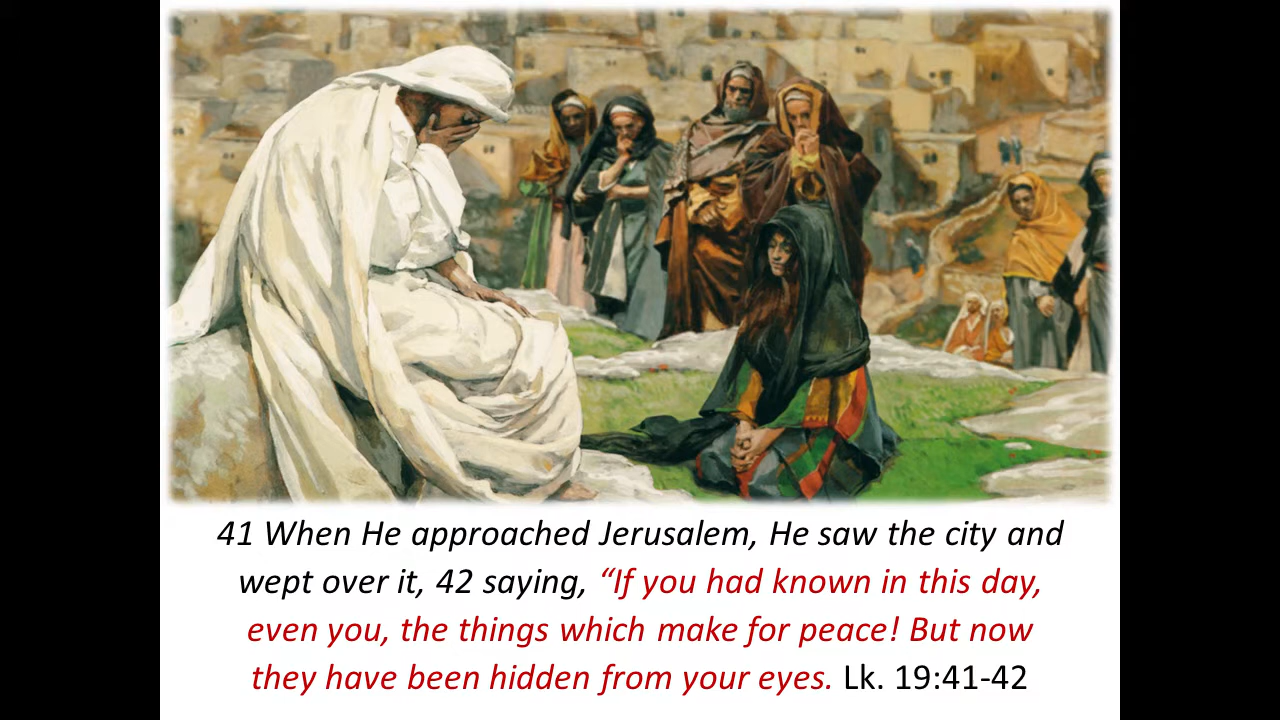 41 When He approached Jerusalem, He saw the city and
wept over it, 42 saying, “If you had known in this day,
even you, the things which make for peace! But now
they have been hidden from your eyes. Lk. 19:41-42